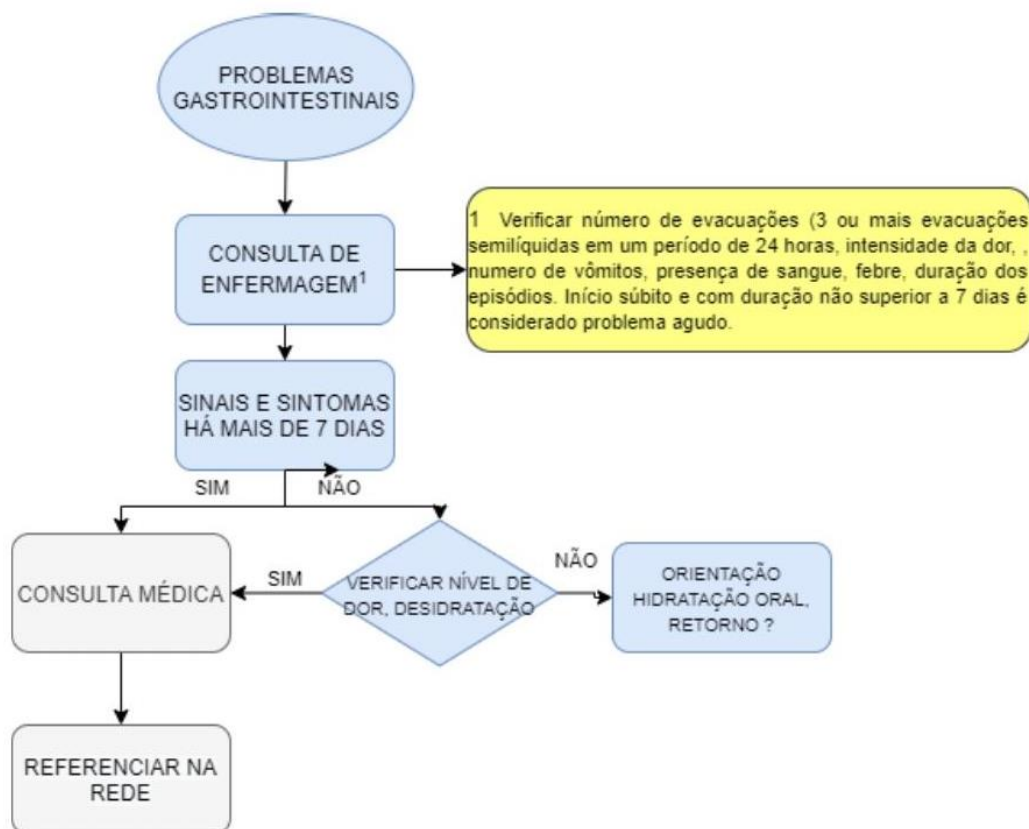 PROBLEMAS
GASTROINTESTINAIS
CONSULTA DE
ENFERMAGEM1
1 Verificar número de evacuações (3 ou mais evacuações
semilíquidas em um período de 24 horas, intensidade da dor, ,
numero de vômitos, presença de sangue, febre, duração dos
episódios. Início súbito e com duração não superior a 7 dias é
considerado problema agudo.
SINAIS E SINTOMAS
HÁ MAIS DE 7 DIAS
SIM
NÃO
CONSULTA MÉDICA
SIM
VERIFICAR NÍVEL DE
DOR, DESIDRATAÇÃO
NÃO
ORIENTAÇÃO
HIDRATAÇÃO ORAL,
RETORNO ?
REFERENCIAR NA
REDE